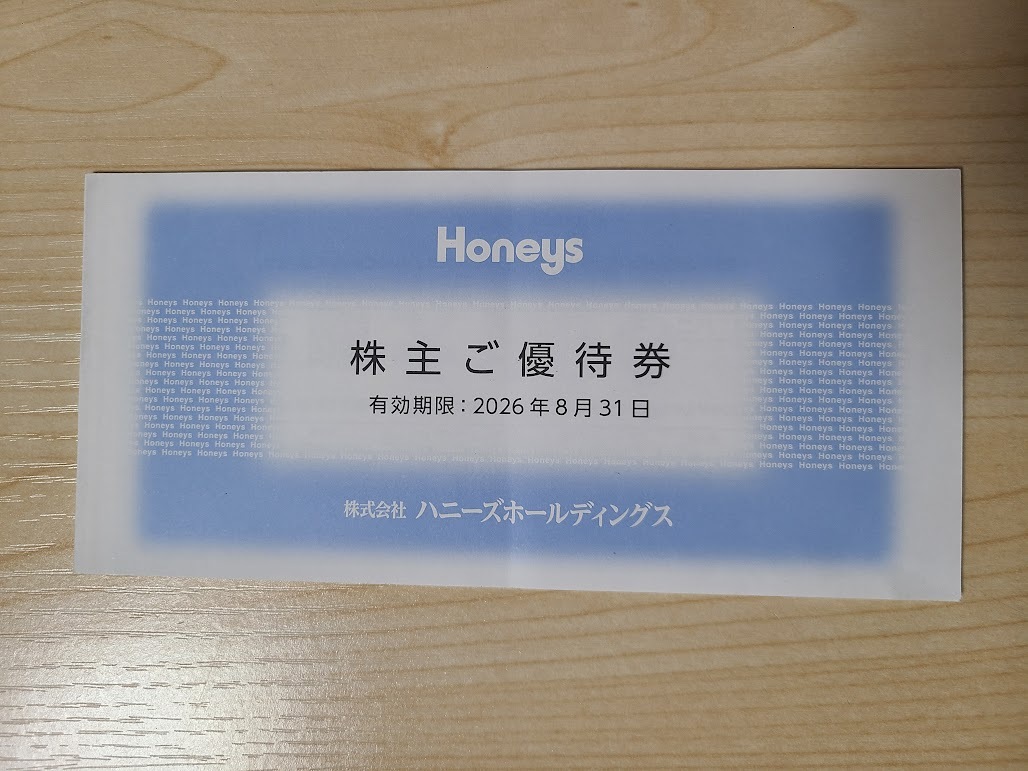 Honeys
株主ご優待券
有効期限：2026年8月31日
株式会社 ハニーズホールディングス